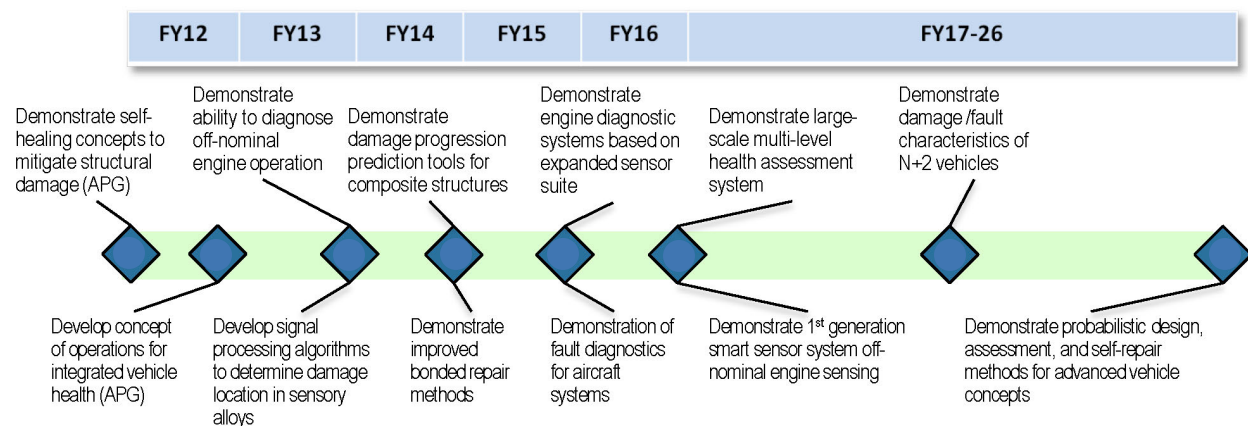 FY12 FY13 FY14 FY15 FY16 FY17-26
Demonstrate self-
healing concepts to
mitigate structural
damage (APG)
Demonstrate
ability to diagnose
off-nominal
engine operation
Demonstrate
damage progression
prediction tools for
composite structures
Demonstrate
engine diagnostic
systems based on
expanded sensor
suite
Demonstrate large-
scale multi-level
health assessment
system
Demonstrate
damage /fault
characteristics of
N+2 vehicles
Develop concept
of operations for
integrated vehicle
health (APG)
Develop signal
processing algorithms
to determine damage
location in sensory
alloys
Demonstrate
improved
bonded repair
methods
Demonstration of
fault diagnostics
for aircraft
systems
Demonstrate 1st generation
smart sensor system off-
nominal engine sensing
Demonstrate probabilistic design,
assessment, and self-repair
methods for advanced vehicle
concepts